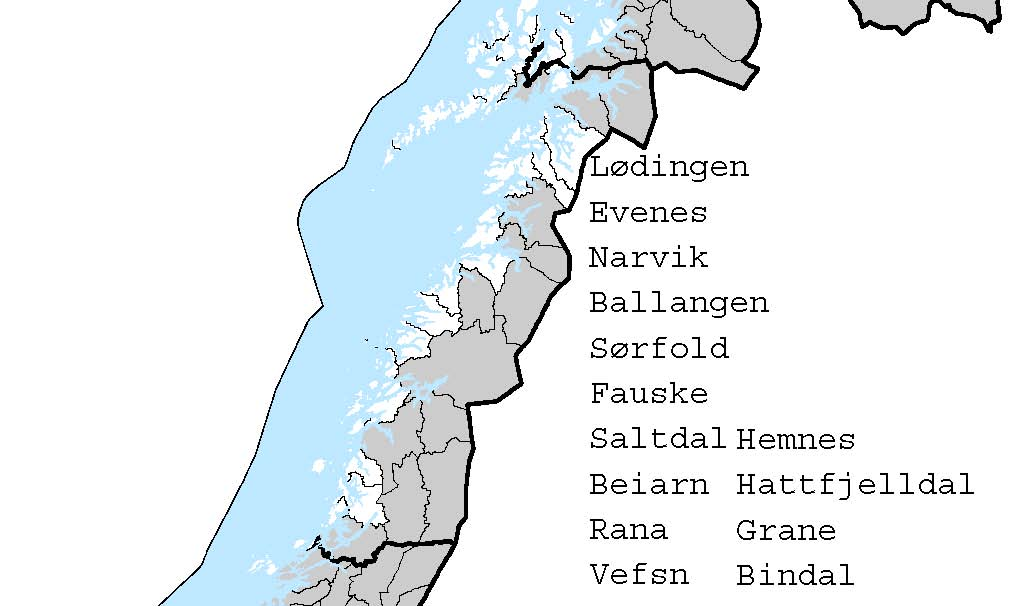 Lødingen
Evenes
Narvik
Ballangen
Sørfold
Fauske
Saltdal Hemnes
Beiarn Hattfjelldal
Rana Grane
Vefsn Bindal